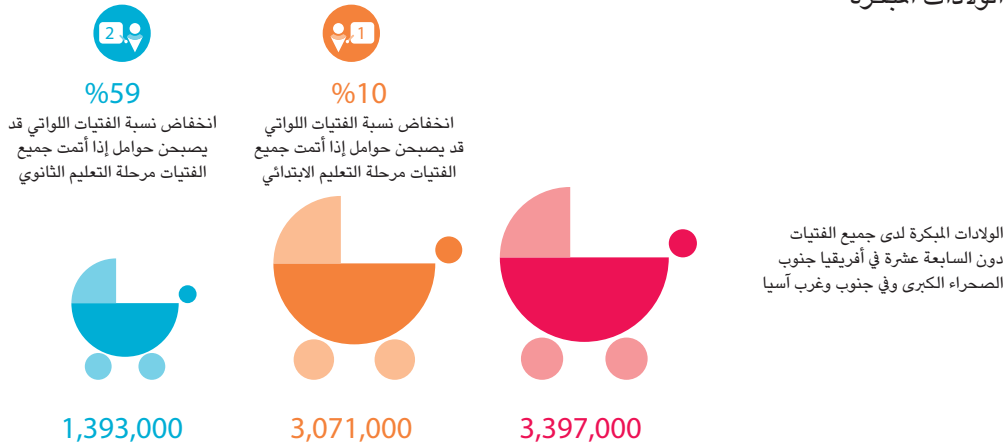 الولادات المبكرة
1
%10
انخفاض نسبة الفتيات اللواتي
قد يصبحن حوامل إذا أتمت جميع
الفتيات مرحلة التعليم الابتدائي
2
%59
انخفاض نسبة الفتيات اللواتي قد
يصبحن حوامل إذا أتمت جميع
الفتيات مرحلة التعليم الثانوي
الولادات المبكرة لدى جميع الفتيات
دون السابعة عشرة في أفريقيا جنوب
الصحراء الكبرى وفي جنوب وغرب آسيا
3,397,000
3,071,000
1,393,000